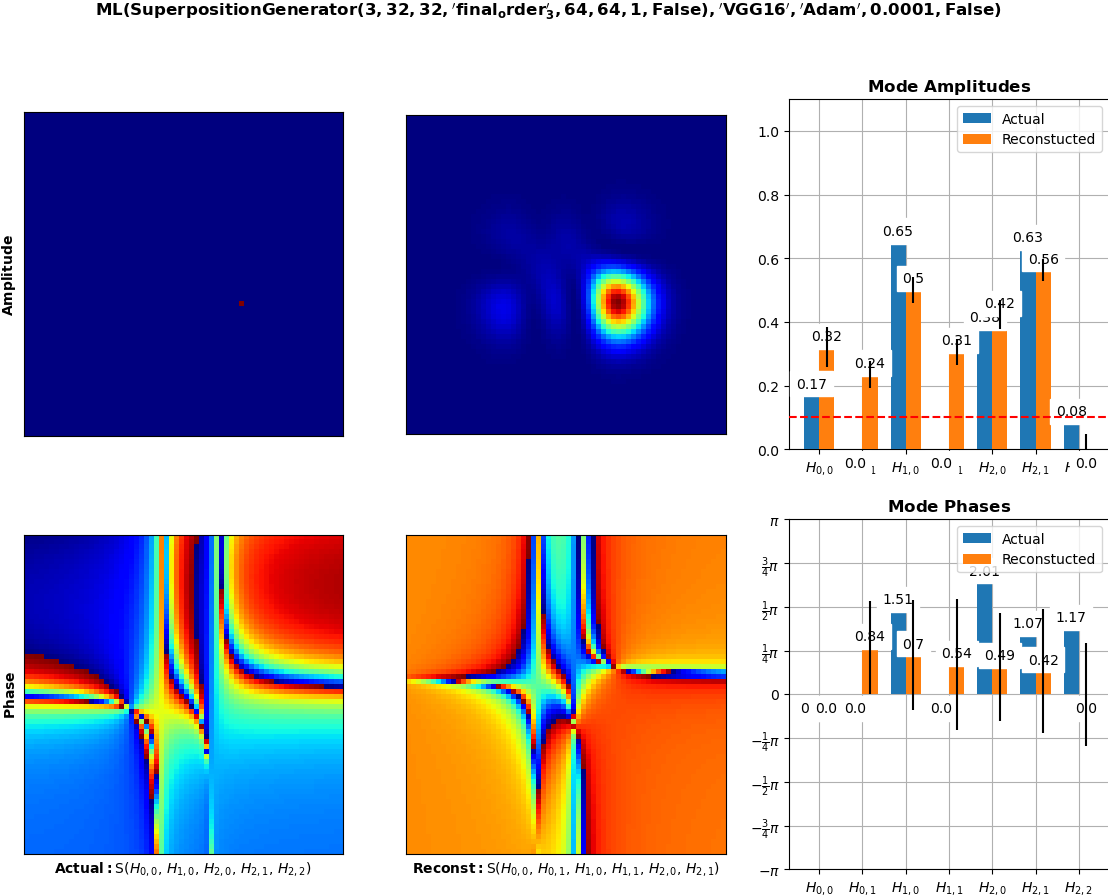 ML(SuperpositionGenerator(3, 32, 32, 'final_order_3', 64, 64, 1, False), 'VGG16', 'Adam', 0.0001, False)
Amplitude
Mode Amplitudes
Actual
Reconstucted
1.0
0.8
0.6
0.4
0.2
0.0
0.17
0.32
0.0
0.24
0.65
0.5
0.0
0.31
0.38
0.42
0.63
0.56
0.08
0.0
H0,0
1
H1,0
1
H2,0
H2,1
Phase
Mode Phases
Actual
Reconstucted
π
3/4π
1/2π
1/4π
0
−1/4π
−1/2π
−3/4π
−π
0
0.0
0.0
0.84
1.51
0.7
0.0
0.54
2.01
0.49
1.07
0.42
1.17
0.0
H0,0
H0,1
H1,0
H1,1
H2,0
H2,1
H2,2
Actual: S(H0,0, H1,0, H2,0, H2,1, H2,2)
Reconst: S(H0,0, H0,1, H1,0, H1,1, H2,0, H2,1)